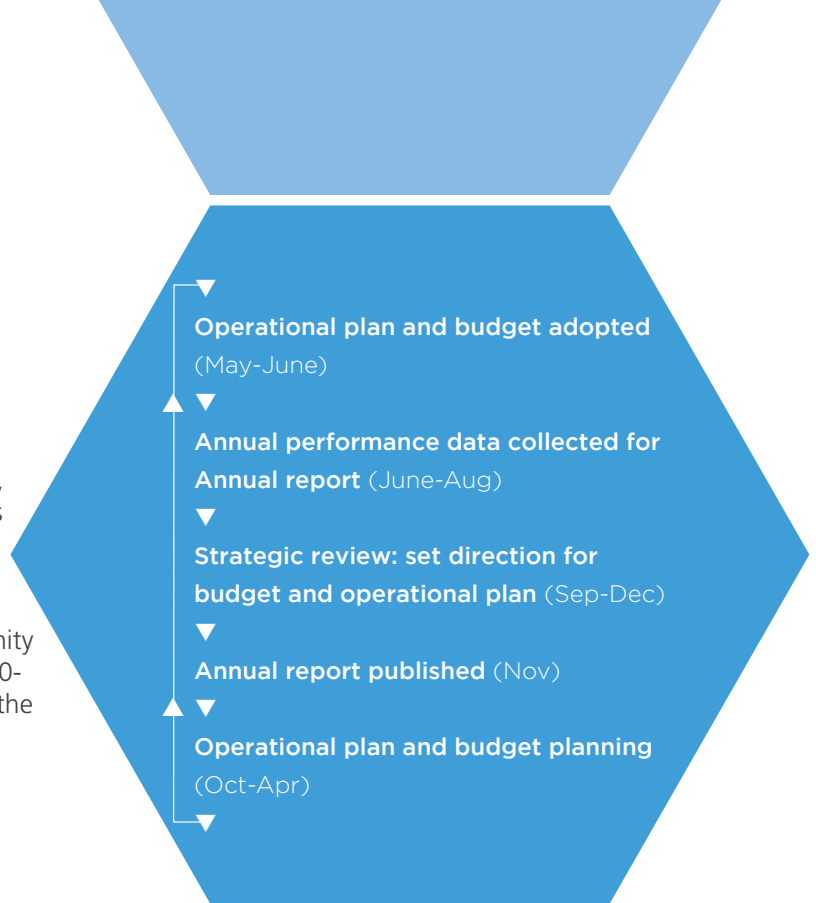 Operational plan and budget adopted
(May-June)
Annual performance data collected for
Annual report (June-Aug)
Strategic review: set direction for
budget and operational plan (Sep-Dec)
Annual report published (Nov)
Operational plan and budget planning
(Oct-Apr)
the